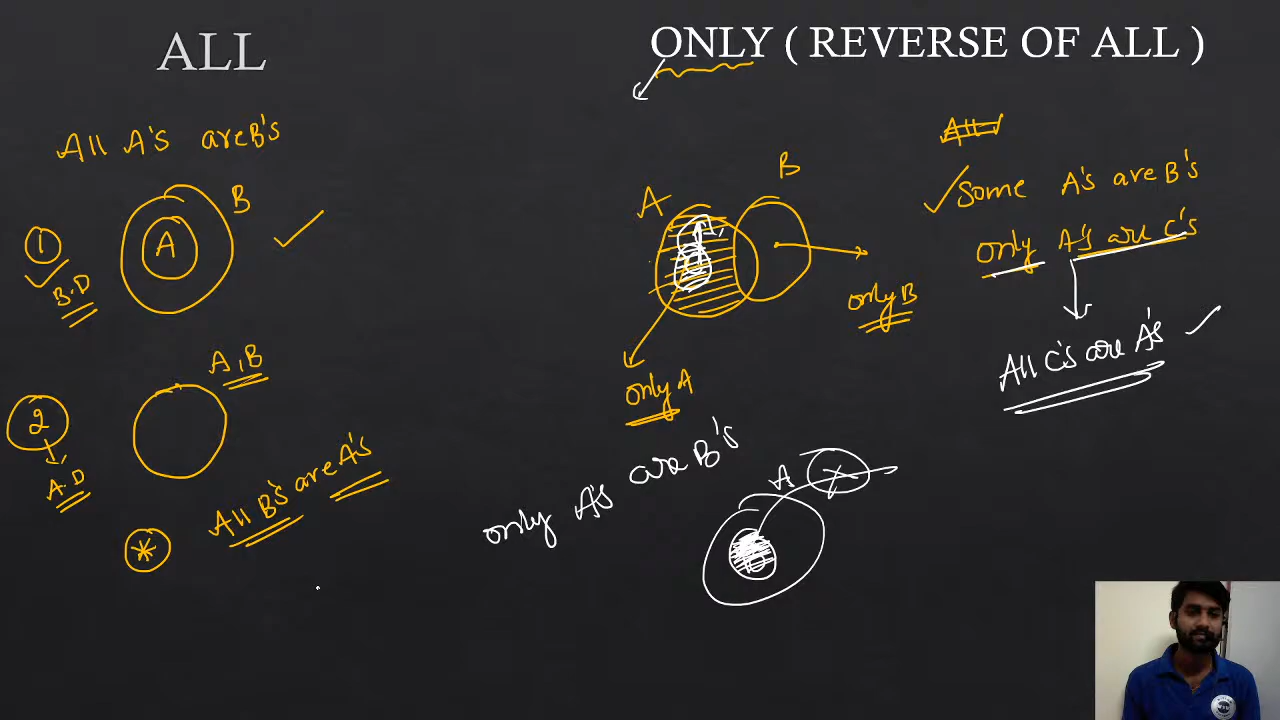 ALL
ONLY ( REVERSE OF ALL )
All A's are B's
1
B.D
A
B
2
A.D
A, B
* All B's are A's
A
B
only A
only B
All
Some A's are B's
only A's are C's
All C's are A's
only A's are B's
A